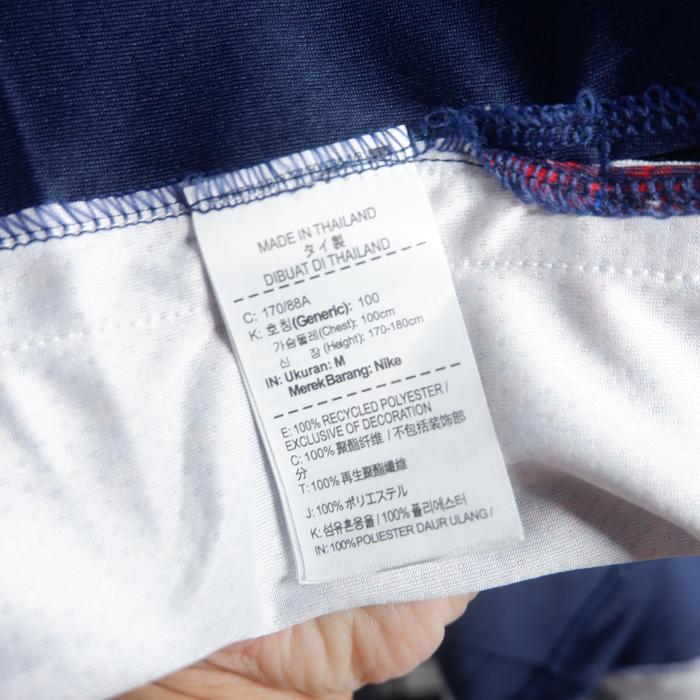 MADE IN THAILAND
タイ製
DIBUAT DI THAILAND
C: 170/88A
K: 호칭(Generic): 100
가슴둘레(Chest): 100cm
신 장 (Height): 170-180cm
IN: Ukuran: M
MerekBarang: Nike
E: 100% RECYCLED POLYESTER /
EXCLUSIVE OF DECORATION
C: 100% 聚酯纤维 / 不包括装饰部
分
T: 100% 再生聚酯纖維
J: 100% ポリエステル
K: 섬유혼용율 / 100% 폴리에스터
IN: 100% POLIESTER DAUR ULANG /